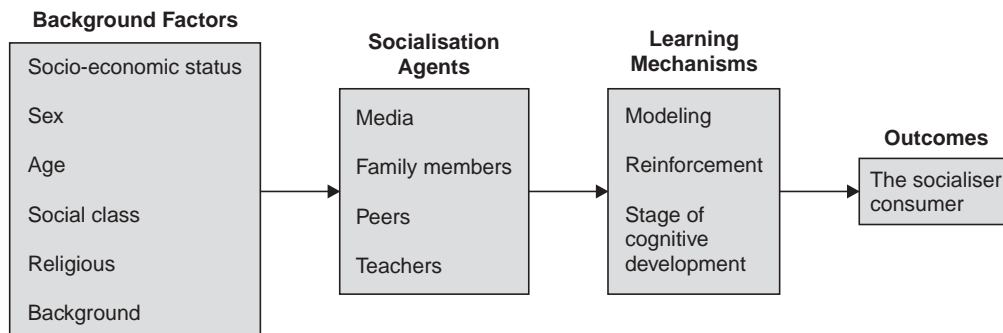 Background Factors
Socio-economic status
Sex
Age
Social class
Religious
Background
Socialisation
Agents
Media
Family members
Peers
Teachers
Learning
Mechanisms
Modeling
Reinforcement
Stage of
cognitive
development
Outcomes
The socialiser
consumer